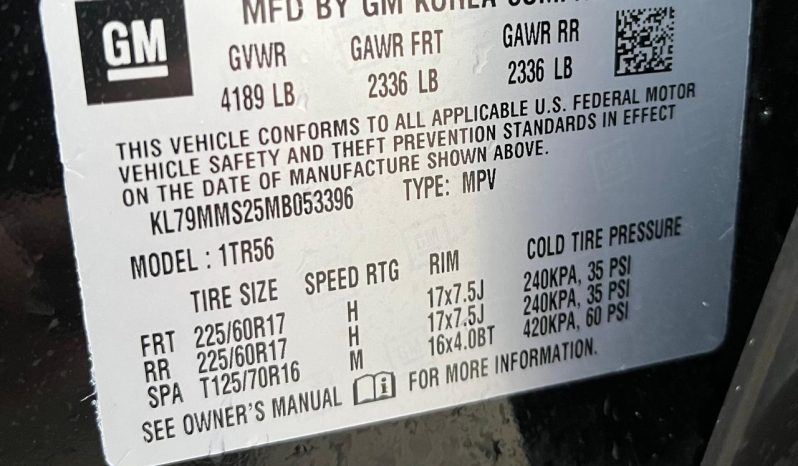 MFD BY GM KOREA
GM
GVWR GAWR FRT GAWR RR
4189 LB 2336 LB 2336 LB
THIS VEHICLE CONFORMS TO ALL APPLICABLE U.S. FEDERAL MOTOR
VEHICLE SAFETY AND THEFT PREVENTION STANDARDS IN EFFECT
ON THE DATE OF MANUFACTURE SHOWN ABOVE.
KL79MMS25MB053396 TYPE: MPV
MODEL : 1TR56
TIRE SIZE SPEED RTG RIM COLD TIRE PRESSURE
FRT 225/60R17 H 17x7.5J 240KPA, 35 PSI
RR 225/60R17 H 17x7.5J 240KPA, 35 PSI
SPA T125/70R16 M 16x4.0BT 420KPA, 60 PSI
SEE OWNER'S MANUAL FOR MORE INFORMATION.